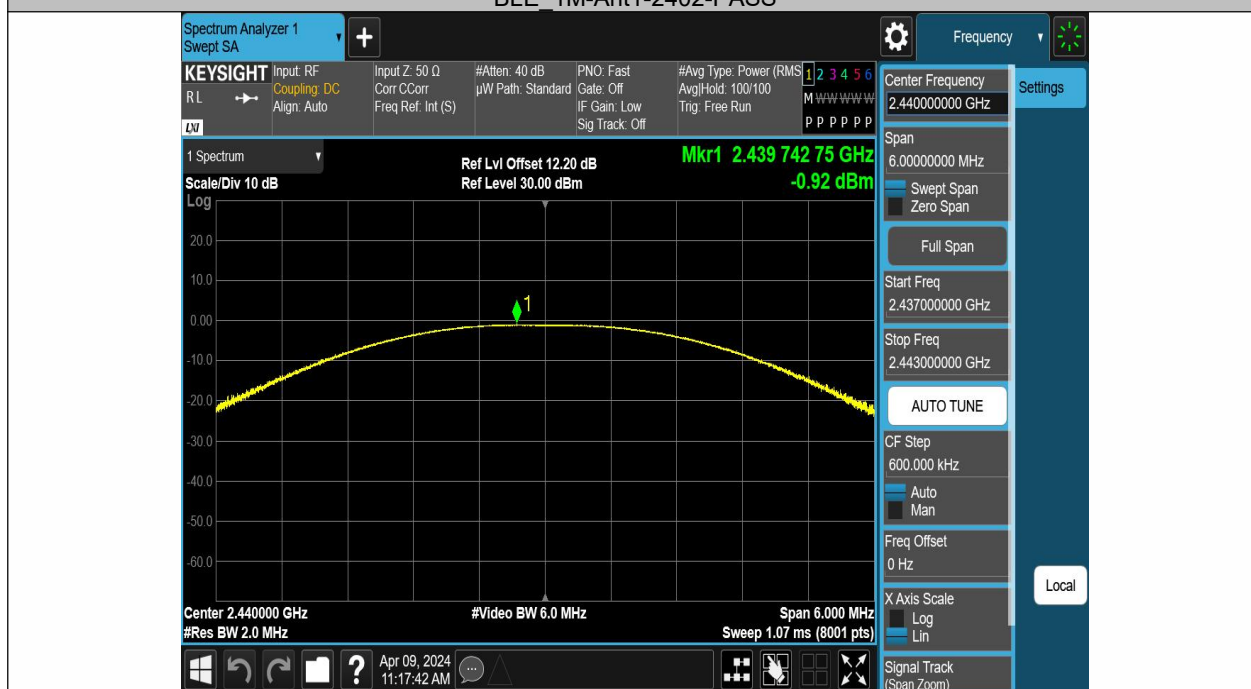 BLE_1M-Ant1-2402-PASS
Spectrum Analyzer 1
Swept SA
Frequency
KEYSIGHT
RL
LXI
Input: RF
Coupling: DC
Align: Auto
Input Z: 50 Ω
Corr CCorr
Freq Ref: Int (S)
#Atten: 40 dB
µW Path: Standard
PNO: Fast
Gate: Off
IF Gain: Low
Sig Track: Off
#Avg Type: Power (RMS
Avg|Hold: 100/100
Trig: Free Run
1 2 3 4 5 6
M W W W W W
P P P P P P
1 Spectrum
Scale/Div 10 dB
Log
Ref Lvl Offset 12.20 dB
Ref Level 30.00 dBm
Mkr1 2.439 742 75 GHz
-0.92 dBm
1
20.0
10.0
0.00
-10.0
-20.0
-30.0
-40.0
-50.0
-60.0
Center 2.440000 GHz
#Res BW 2.0 MHz
#Video BW 6.0 MHz
Span 6.000 MHz
Sweep 1.07 ms (8001 pts)
Apr 09, 2024
11:17:42 AM
Center Frequency
2.440000000 GHz
Settings
Span
6.00000000 MHz
Swept Span
Zero Span
Full Span
Start Freq
2.437000000 GHz
Stop Freq
2.443000000 GHz
AUTO TUNE
CF Step
600.000 kHz
Auto
Man
Freq Offset
0 Hz
X Axis Scale
Log
Lin
Local
Signal Track
(Span Zoom)